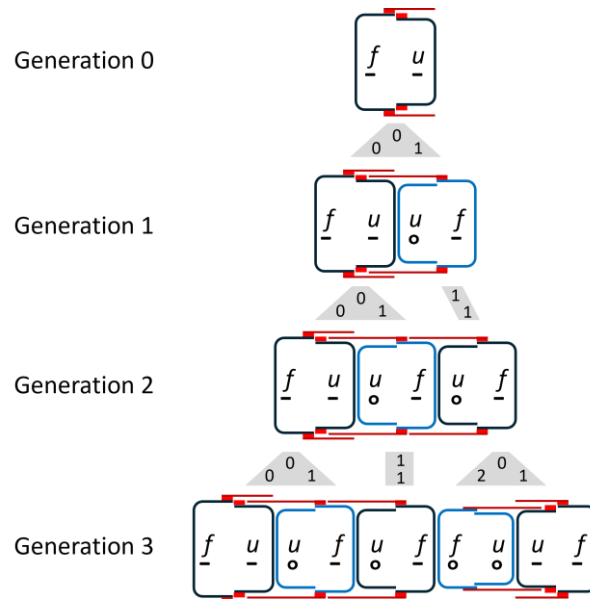 Generation 0
f u
0
0 1
Generation 1
f u u f
0 1
0 1 1
Generation 2
f u u f u f
0 1 0
0 1 1 2 1
Generation 3
f u u f u f f u u f